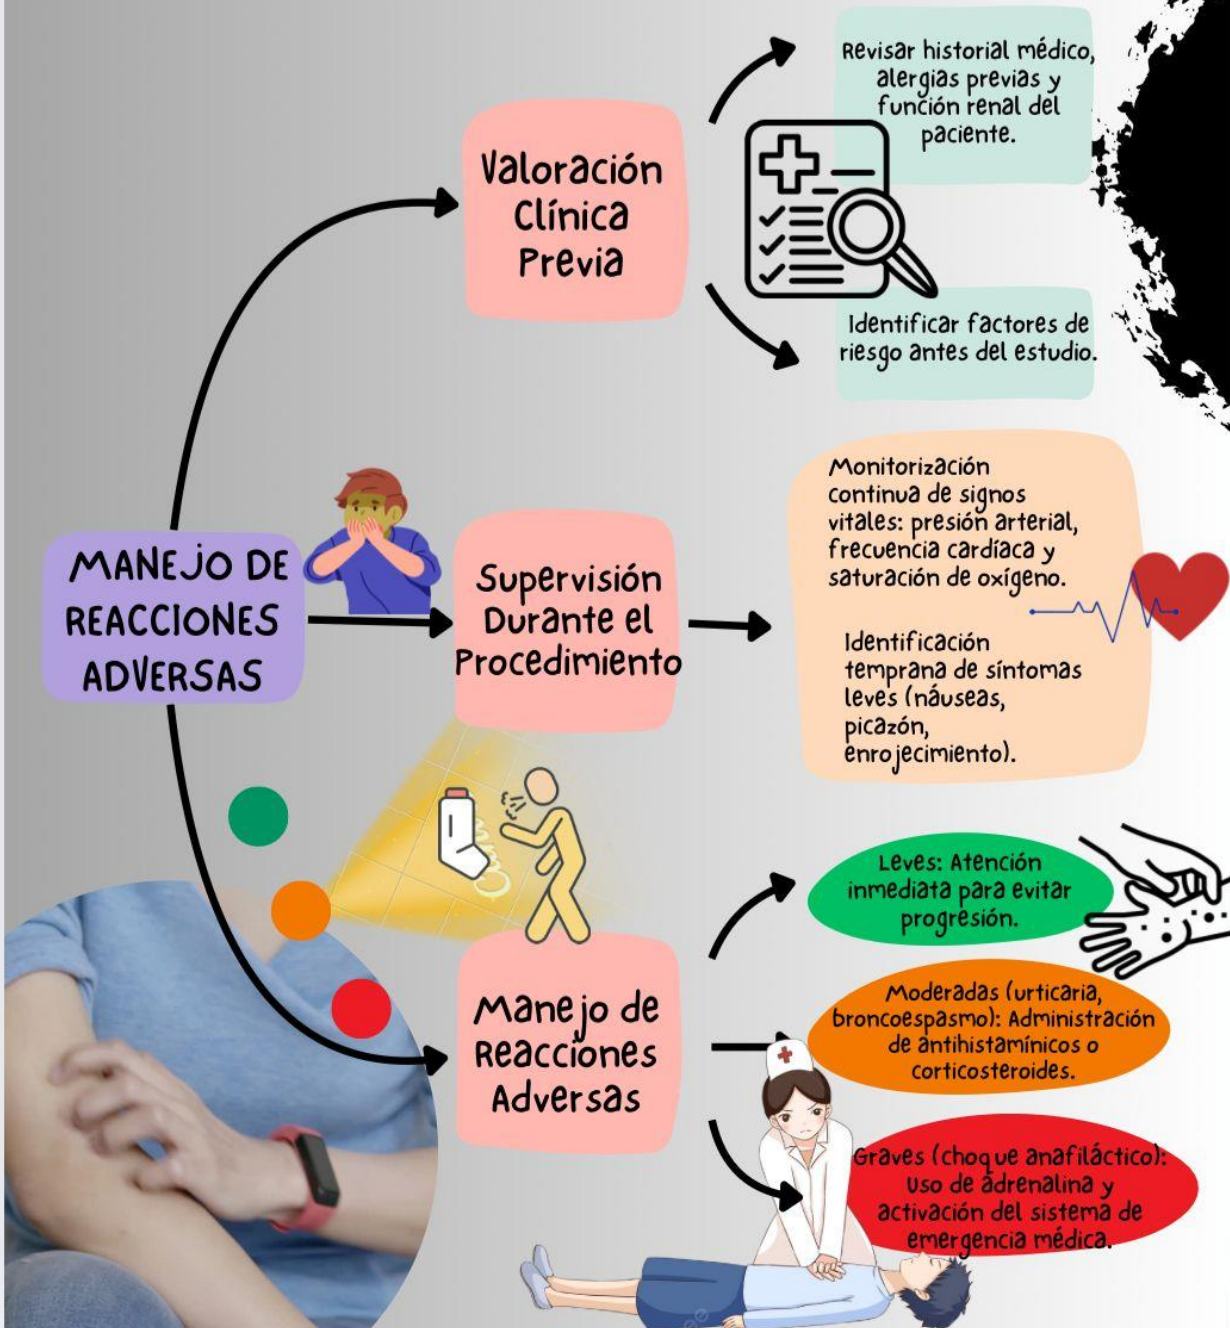 Revisar historial médico,
alergias previas y
función renal del
paciente.
Valoración
Clínica
Previa
Identificar factores de
riesgo antes del estudio.
MANEJO DE
REACCIONES
ADVERSAS
Supervisión
Durante el
Procedimiento
Monitorización
continua de signos
vitales: presión arterial,
frecuencia cardíaca y
saturación de oxígeno.
Identificación
temprana de síntomas
leves (náuseas,
picazón,
enrojecimiento).
Manejo de
Reacciones
Adversas
Leves: Atención
inmediata para evitar
progresión.
Moderadas (urticaria,
broncoespasmo): Administración
de antihistamínicos o
corticosteroides.
Graves (choque anafiláctico):
Uso de adrenalina y
activación del sistema de
emergencia médica.